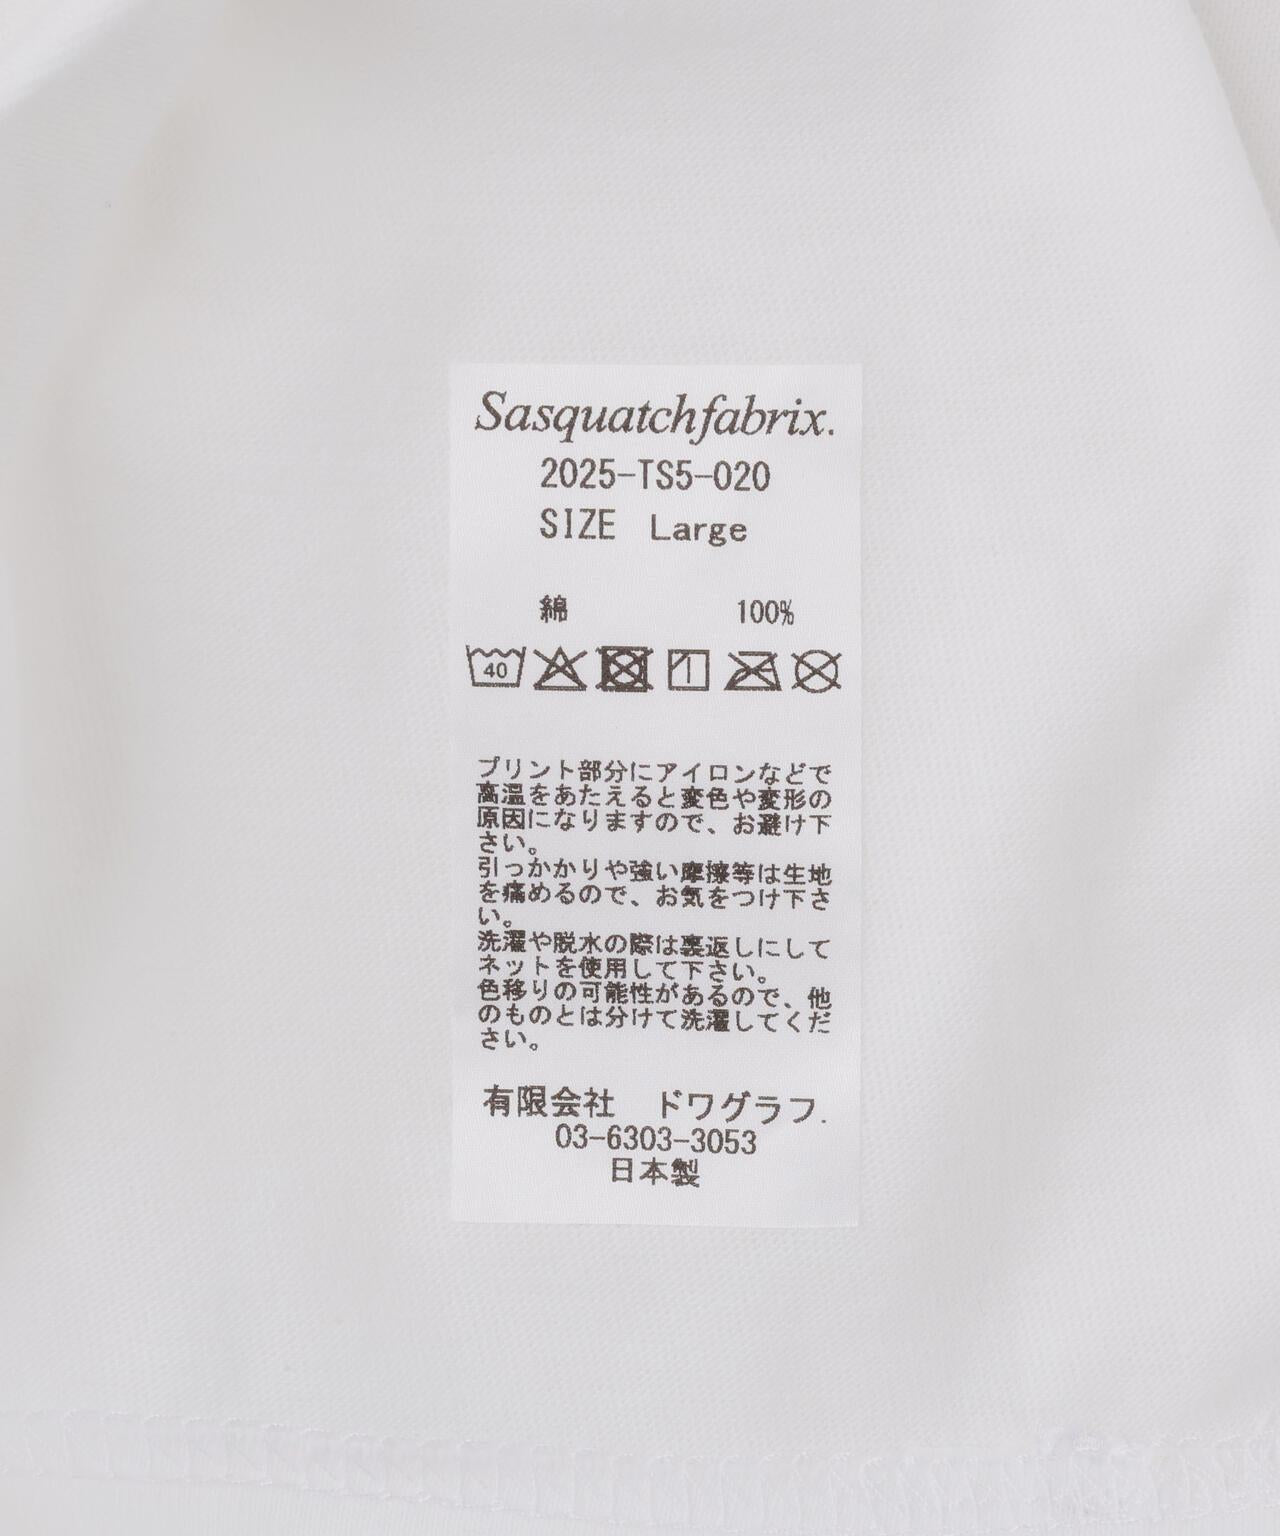 Sasquatchfabrix.
2025-TS5-020
SIZE Large
綿 100%
40
プリント部分にアイロンなどで
高温をあたえると変色や変形の
原因になりますので、お避け下
さい。
引っかかりや強い摩擦等は生地
を痛めるので、お気をつけ下さ
い。
洗濯や脱水の際は裏返しにして
ネットを使用して下さい。
色移りの可能性があるので、他
のものとは分けて洗濯してくだ
さい。
有限会社 ドワグラフ.
03-6303-3053
日本製